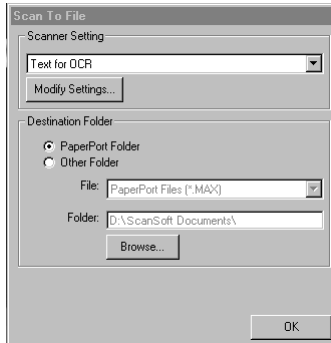 Scan To File
Scanner Setting
Text for OCR
Modify Settings...
Destination Folder
PaperPort Folder
Other Folder
File: PaperPort Files (*.MAX)
Folder: D:\ScanSoft Documents\
Browse...
OK